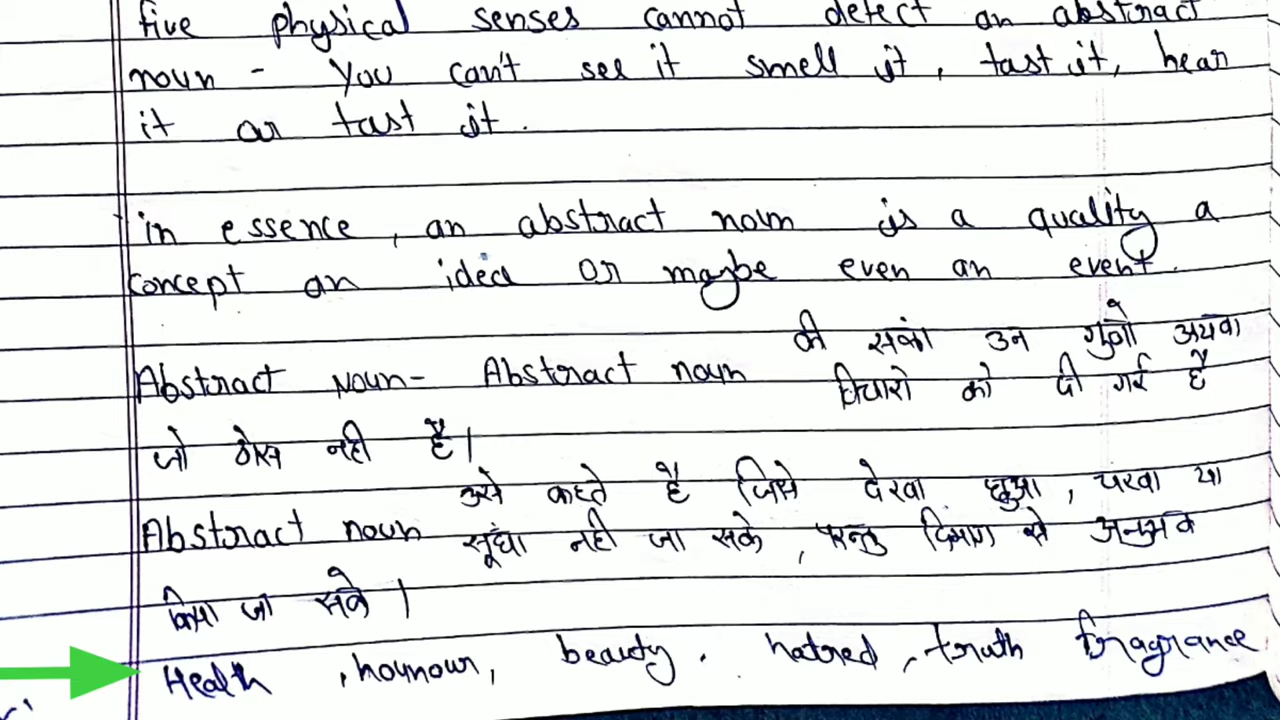 five physical senses cannot detect an abstract
noun - You can't see it smell it, tast it, hear
it or tast it.
in essence, an abstract noun is a quality a
concept an idea or maybe even an event.
की सकां उन गुणो अथवा
Abstract Noun- Abstract noun विचारो को दी गई है
जो ठोस नही है।
उसे कहते है जिसे देखा छुआ, चखा या
Abstract noun सूंघा नही जा सके, परन्तु दिमाग से अनुभव
किया जा सके।
Health, hounour, beauty. hatred, truth fragrance